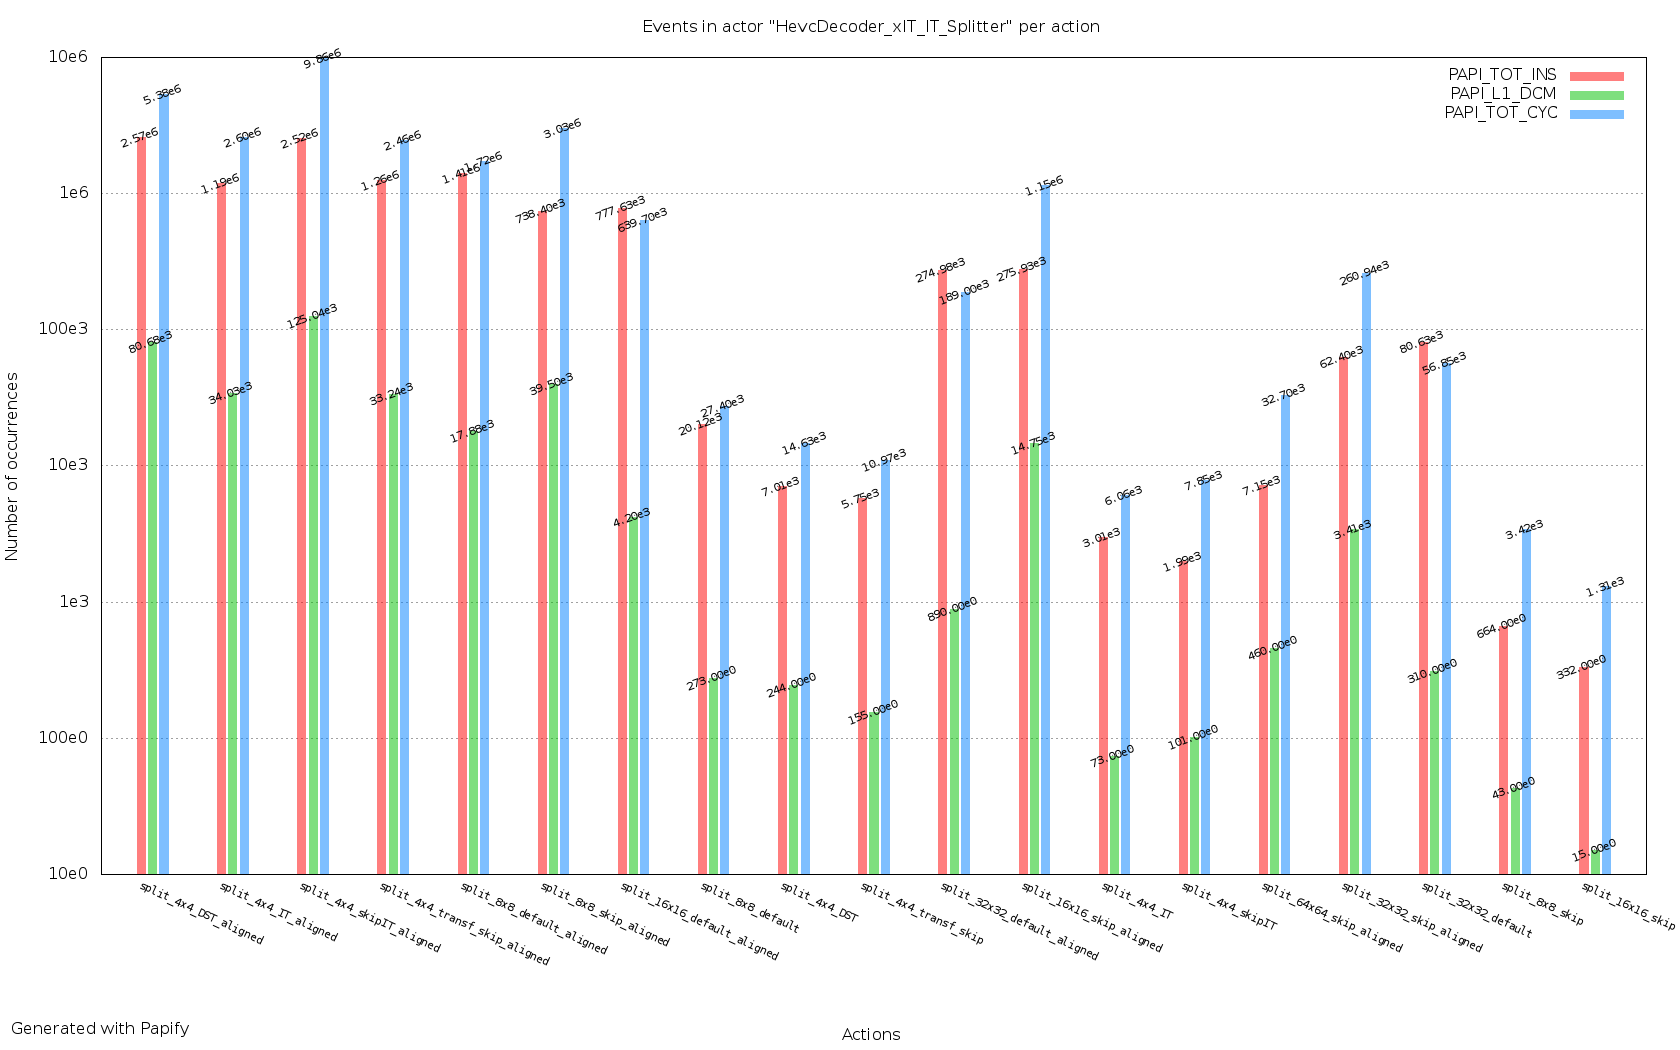 Events in actor "HevcDecoder_xIT_IT_Splitter" per action
PAPI_TOT_INS
PAPI_L1_DCM
PAPI_TOT_CYC
Number of occurrences
10e6
1e6
100e3
10e3
1e3
100e0
10e0
2.57e6
80.68e3
5.38e6
1.19e6
34.03e3
2.60e6
2.52e6
125.04e3
9.86e6
1.26e6
33.24e3
2.46e6
1.41e6
17.88e3
1.72e6
738.40e3
39.50e3
3.03e6
777.63e3
4.20e3
639.70e3
20.12e3
273.00e0
27.40e3
7.01e3
244.00e0
14.63e3
5.75e3
155.00e0
10.97e3
274.98e3
890.00e0
189.00e3
275.93e3
14.75e3
1.15e6
3.01e3
73.00e0
6.06e3
1.99e3
101.00e0
7.85e3
7.15e3
460.00e0
32.70e3
62.40e3
3.41e3
260.94e3
80.63e3
310.00e0
56.85e3
664.00e0
43.00e0
3.42e3
332.00e0
15.00e0
1.31e3
split_4x4_DST_aligned
split_4x4_IT_aligned
split_4x4_skipIT_aligned
split_4x4_transf_skip_aligned
split_8x8_default_aligned
split_8x8_skip_aligned
split_16x16_default_aligned
split_8x8_default
split_4x4_DST
split_4x4_transf_skip
split_32x32_default_aligned
split_16x16_skip_aligned
split_4x4_IT
split_4x4_skipIT
split_64x64_skip_aligned
split_32x32_skip_aligned
split_32x32_default
split_8x8_skip
split_16x16_skip
Actions
Generated with Papify